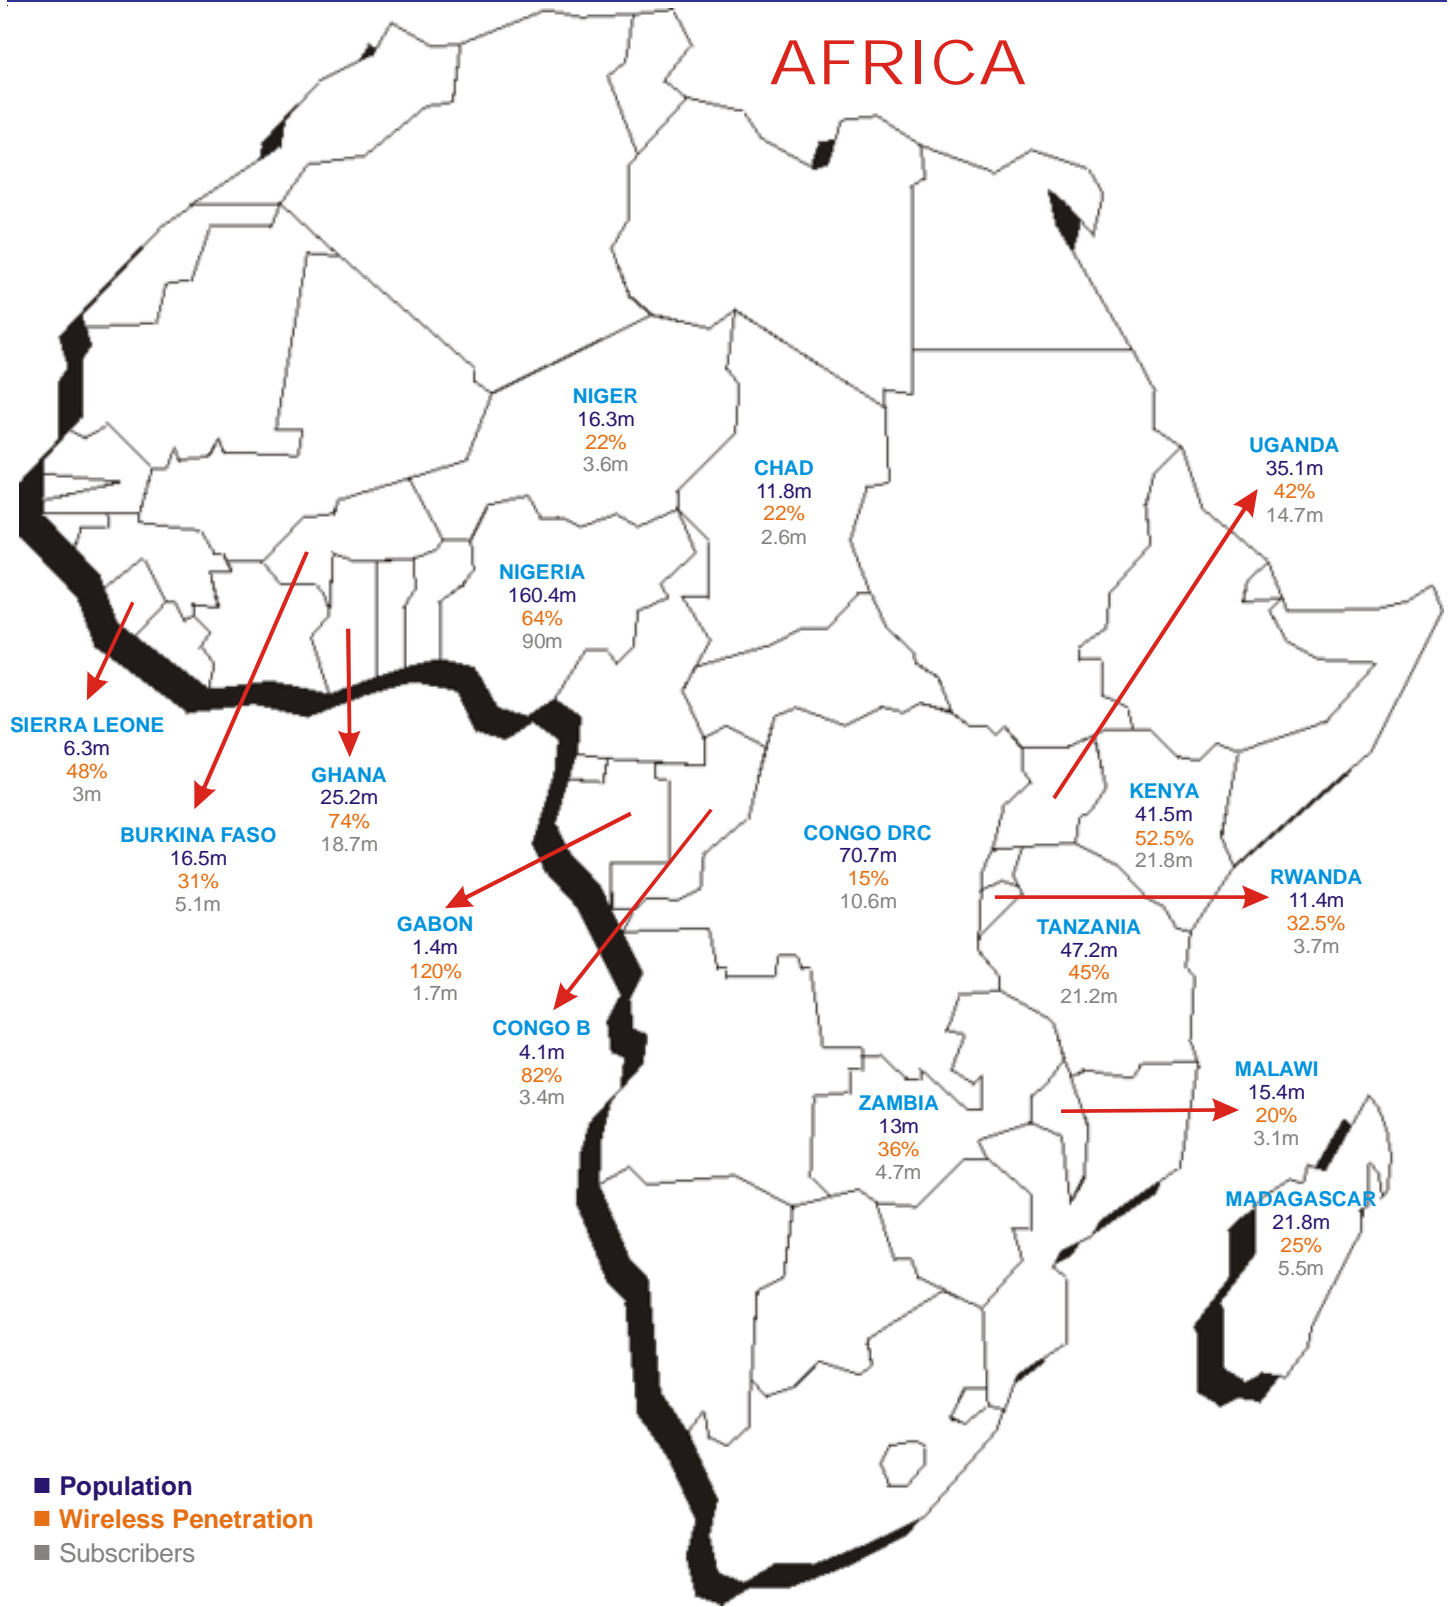 AFRICA
NIGER
16.3m
22%
3.6m
CHAD
11.8m
22%
2.6m
UGANDA
35.1m
42%
14.7m
NIGERIA
160.4m
64%
90m
SIERRA LEONE
6.3m
48%
3m
GHANA
25.2m
74%
18.7m
BURKINA FASO
16.5m
31%
5.1m
KENYA
41.5m
52.5%
21.8m
CONGO DRC
70.7m
15%
10.6m
RWANDA
11.4m
32.5%
3.7m
GABON
1.4m
120%
1.7m
TANZANIA
47.2m
45%
21.2m
CONGO B
4.1m
82%
3.4m
MALAWI
15.4m
20%
3.1m
ZAMBIA
13m
36%
4.7m
MADAGASCAR
21.8m
25%
5.5m
Population
Wireless Penetration
Subscribers